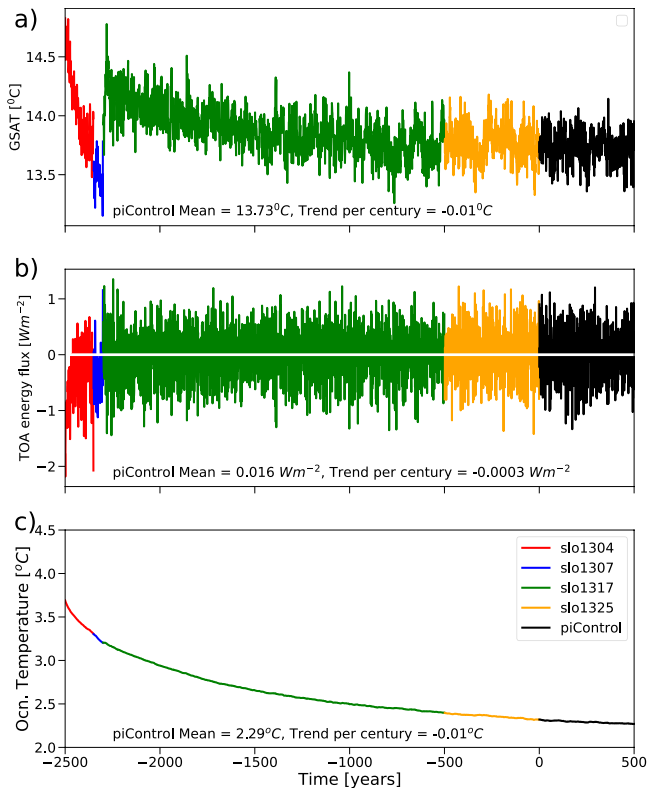 a)
GSAT [⁰C]
14.5
14.0
13.5
piControl Mean = 13.73⁰C, Trend per century = -0.01⁰C
b)
TOA energy flux [Wm⁻²]
1
0
−1
−2
piControl Mean = 0.016 Wm⁻², Trend per century = -0.0003 Wm⁻²
c)
Ocn. Temperature [°C]
4.5
4.0
3.5
3.0
2.5
2.0
slo1304
slo1307
slo1317
slo1325
piControl
piControl Mean = 2.29°C, Trend per century = -0.01°C
−2500 −2000 −1500 −1000 −500 0 500
Time [years]